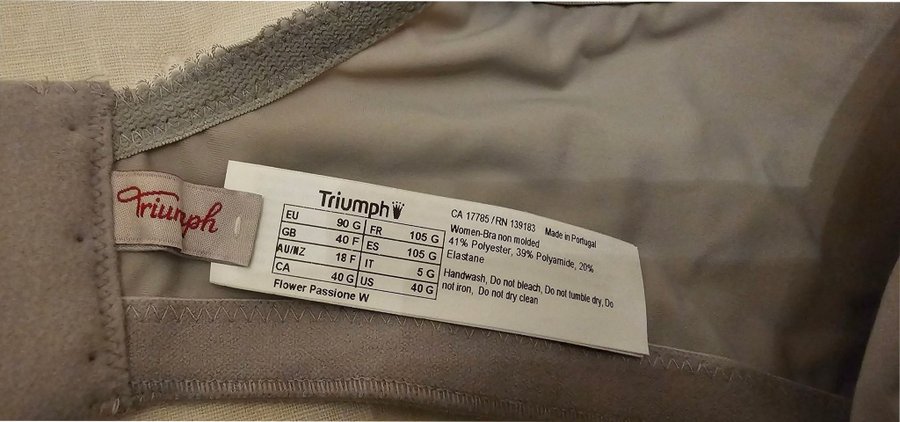 Triumph
Triumph
EU 90 G FR 105 G
GB 40 F ES 105 G
AU/NZ 18 F IT 5 G
CA 40 G US 40 G
Flower Passione W
CA 17785 / RN 139183 Made in Portugal
Women-Bra non molded
41% Polyester, 39% Polyamide, 20%
Elastane
Handwash, Do not bleach, Do not tumble dry, Do
not iron, Do not dry clean